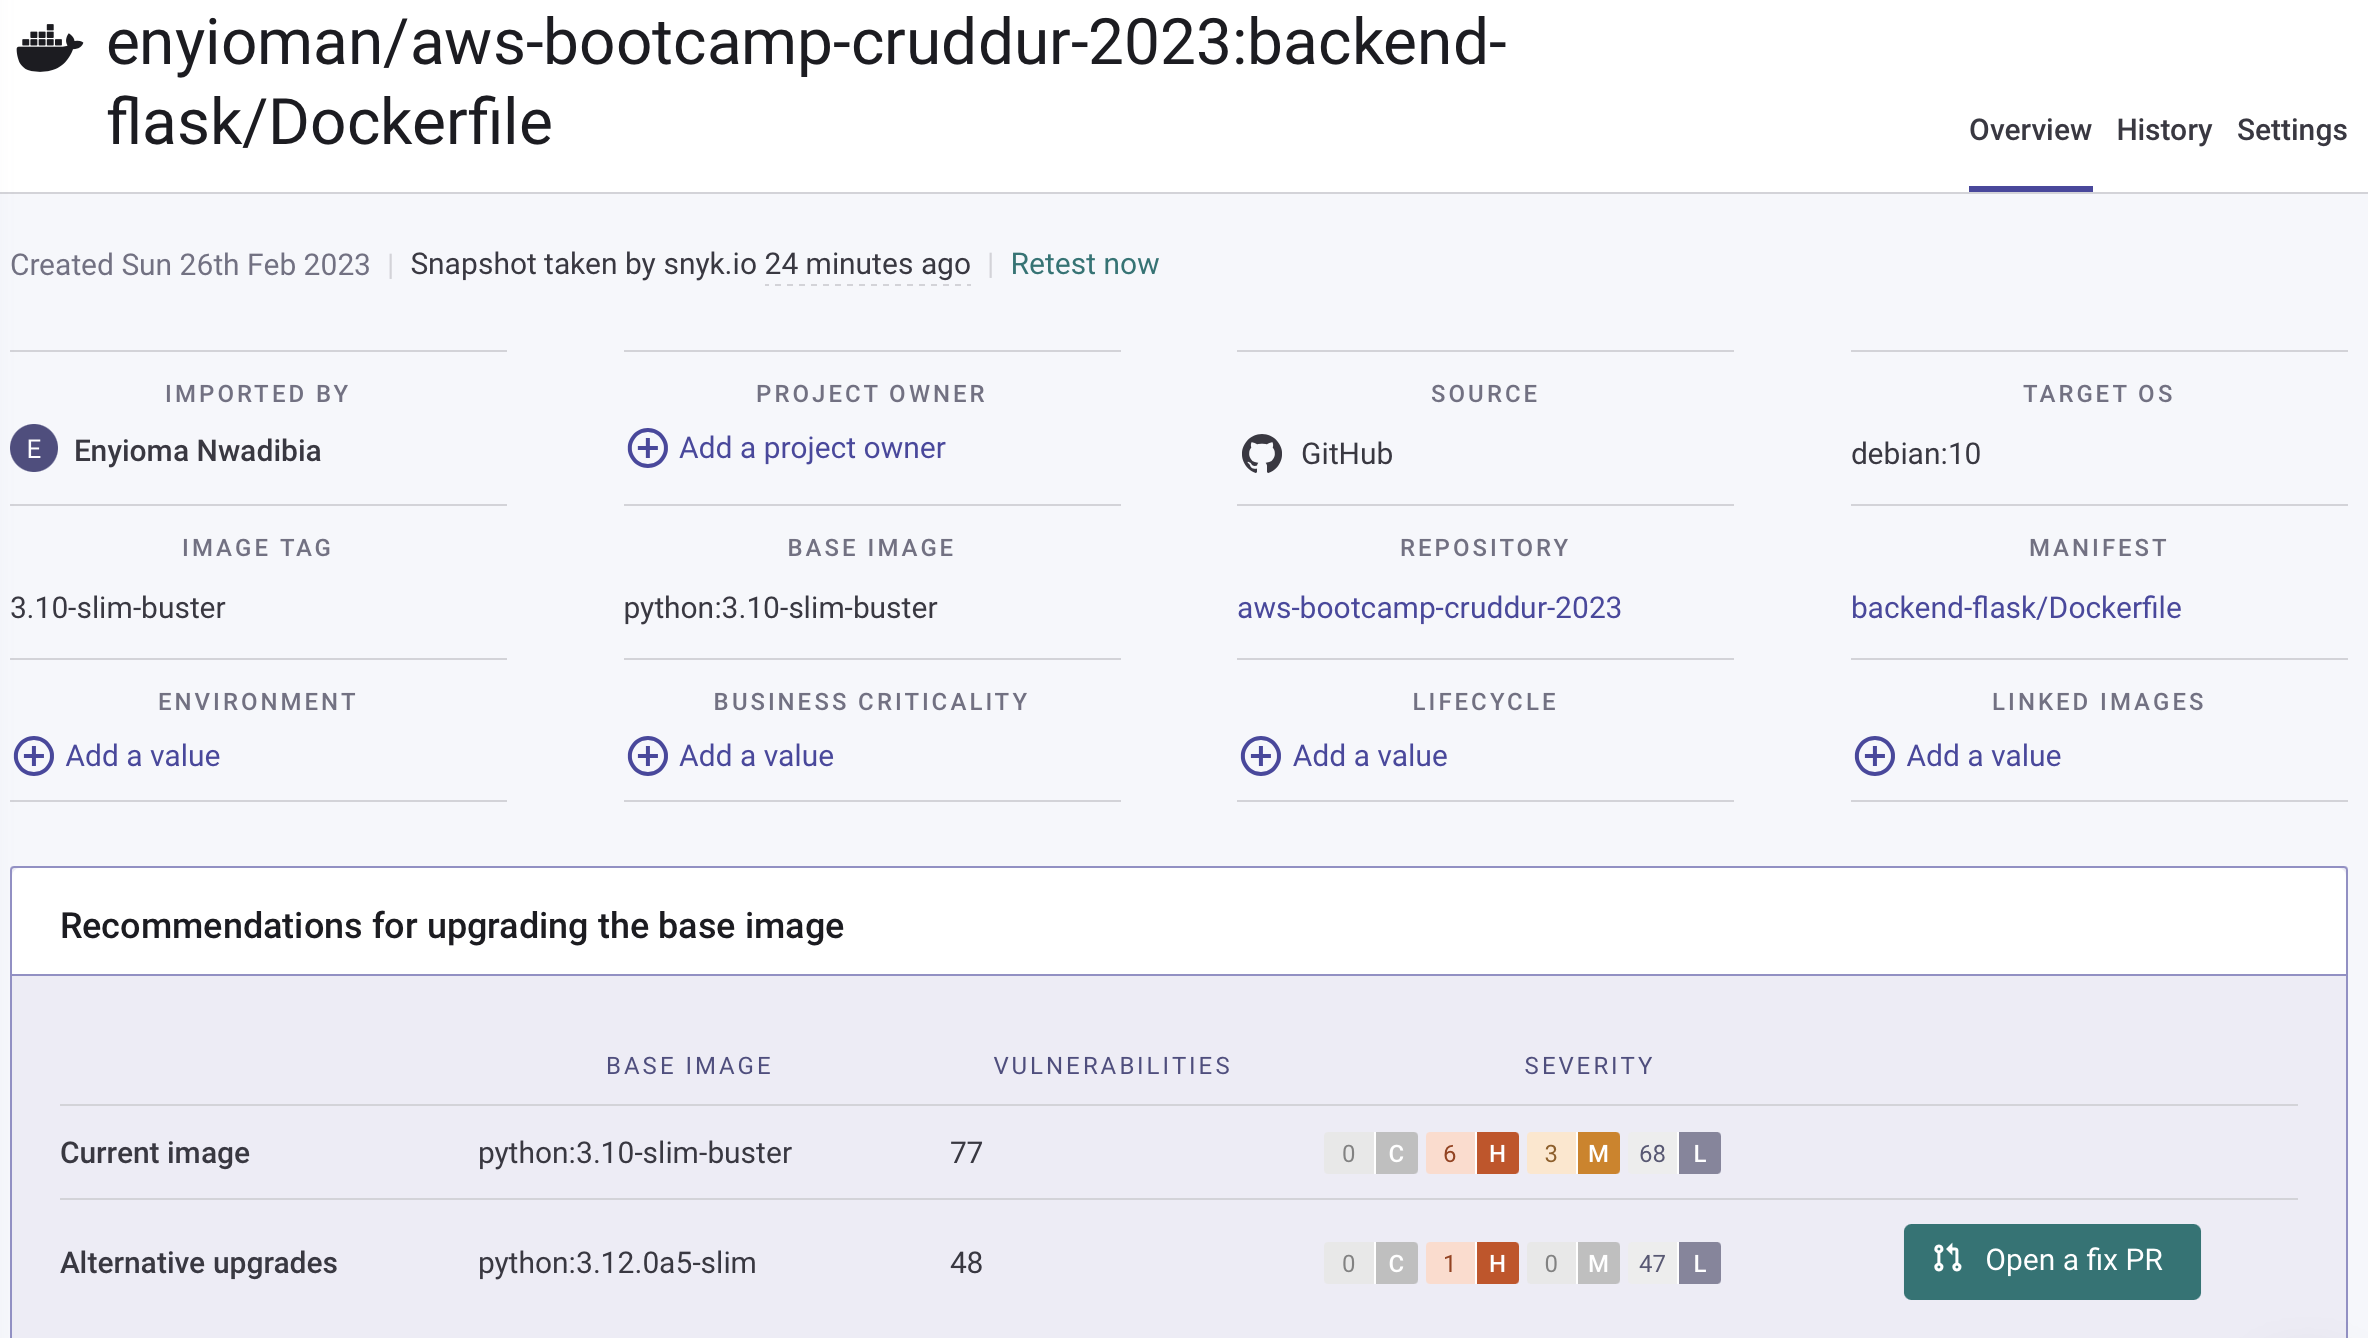 enyioman/aws-bootcamp-cruddur-2023:backend-
flask/Dockerfile
Overview History Settings
Created Sun 26th Feb 2023 | Snapshot taken by snyk.io 24 minutes ago | Retest now
IMPORTED BY PROJECT OWNER SOURCE TARGET OS
E Enyioma Nwadibia Add a project owner GitHub debian:10
IMAGE TAG BASE IMAGE REPOSITORY MANIFEST
3.10-slim-buster python:3.10-slim-buster aws-bootcamp-cruddur-2023 backend-flask/Dockerfile
ENVIRONMENT BUSINESS CRITICALITY LIFECYCLE LINKED IMAGES
Add a value Add a value Add a value Add a value
Recommendations for upgrading the base image
BASE IMAGE VULNERABILITIES SEVERITY
Current image python:3.10-slim-buster 77 0 C 6 H 3 M 68 L
Alternative upgrades python:3.12.0a5-slim 48 0 C 1 H 0 M 47 L Open a fix PR